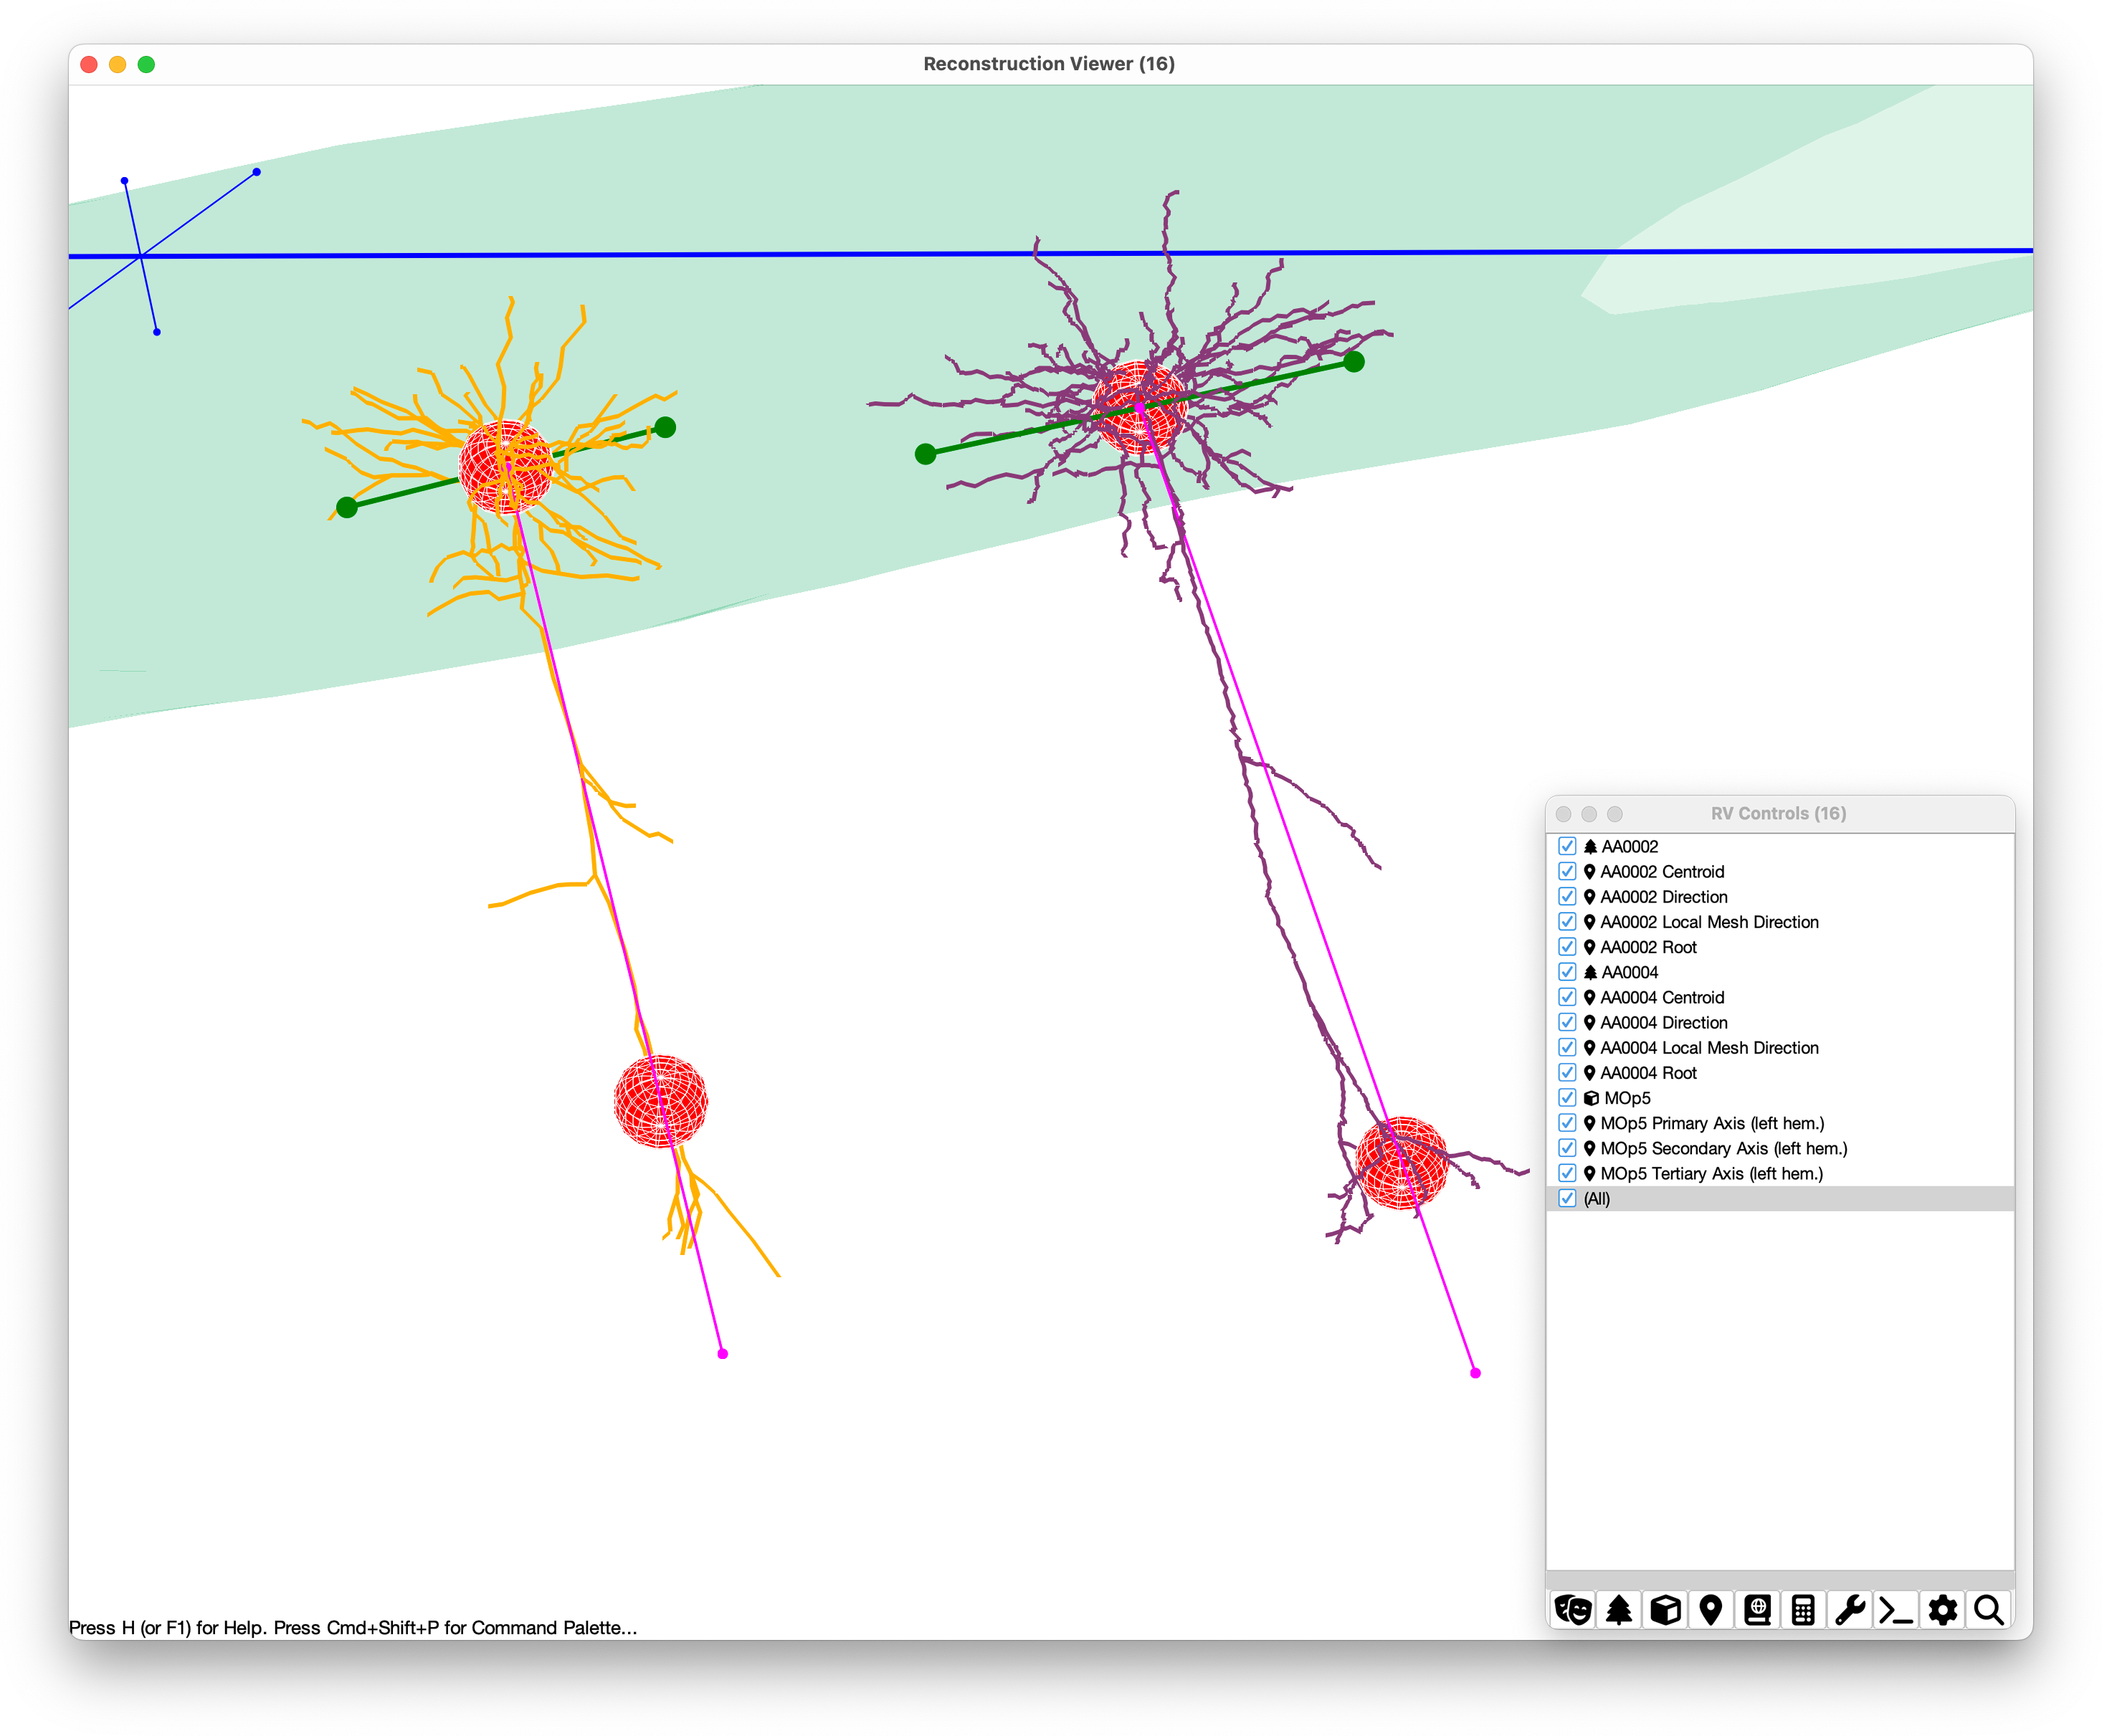 Reconstruction Viewer (16)
RV Controls (16)
AA0002
AA0002 Centroid
AA0002 Direction
AA0002 Local Mesh Direction
AA0002 Root
AA0004
AA0004 Centroid
AA0004 Direction
AA0004 Local Mesh Direction
AA0004 Root
MOp5
MOp5 Primary Axis (left hem.)
MOp5 Secondary Axis (left hem.)
MOp5 Tertiary Axis (left hem.)
(All)
Press H (or F1) for Help. Press Cmd+Shift+P for Command Palette...